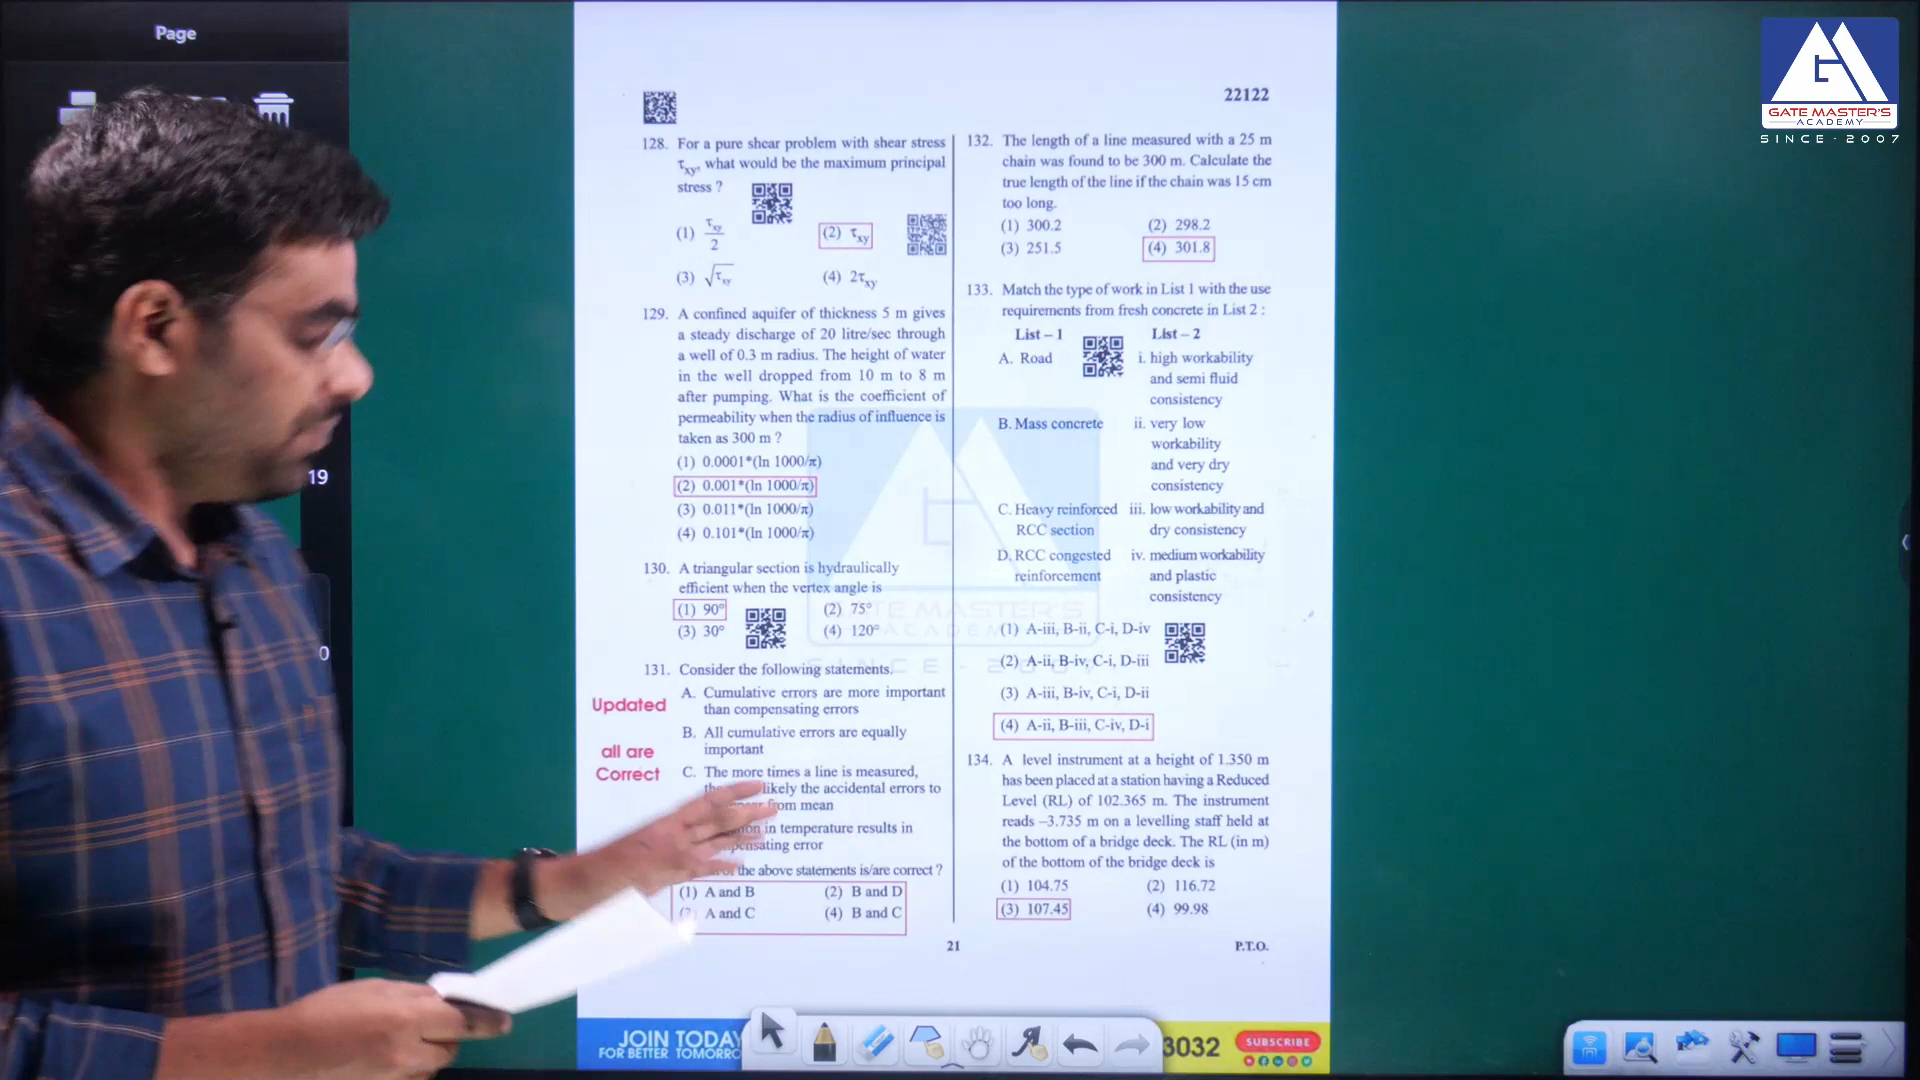 Page
19
0
22122
128. For a pure shear problem with shear stress
τxy, what would be the maximum principal
stress ?
(1) τxy/2 (2) τxy
(3) √τxy (4) 2τxy
129. A confined aquifer of thickness 5 m gives
a steady discharge of 20 litre/sec through
a well of 0.3 m radius. The height of water
in the well dropped from 10 m to 8 m
after pumping. What is the coefficient of
permeability when the radius of influence is
taken as 300 m ?
(1) 0.0001*(ln 1000/π)
(2) 0.001*(ln 1000/π)
(3) 0.011*(ln 1000/π)
(4) 0.101*(ln 1000/π)
130. A triangular section is hydraulically
efficient when the vertex angle is
(1) 90° (2) 75°
(3) 30° (4) 120°
131. Consider the following statements.
A. Cumulative errors are more important
than compensating errors
B. All cumulative errors are equally
important
C. The more times a line is measured,
likely the accidental errors to
from mean
in temperature results in
error
the above statements is/are correct ?
(1) A and B (2) B and D
A and C (4) B and C
Updated
all are
Correct
132. The length of a line measured with a 25 m
chain was found to be 300 m. Calculate the
true length of the line if the chain was 15 cm
too long.
(1) 300.2 (2) 298.2
(3) 251.5 (4) 301.8
133. Match the type of work in List 1 with the use
requirements from fresh concrete in List 2 :
List – 1 List – 2
A. Road i. high workability
and semi fluid
consistency
B. Mass concrete ii. very low
workability
and very dry
consistency
C. Heavy reinforced iii. low workability and
RCC section dry consistency
D. RCC congested iv. medium workability
reinforcement and plastic
consistency
(1) A-iii, B-ii, C-i, D-iv
(2) A-ii, B-iv, C-i, D-iii
(3) A-iii, B-iv, C-i, D-ii
(4) A-ii, B-iii, C-iv, D-i
134. A level instrument at a height of 1.350 m
has been placed at a station having a Reduced
Level (RL) of 102.365 m. The instrument
reads –3.735 m on a levelling staff held at
the bottom of a bridge deck. The RL (in m)
of the bottom of the bridge deck is
(1) 104.75 (2) 116.72
(3) 107.45 (4) 99.98
21
P.T.O.
GATE MASTER'S
ACADEMY
SINCE - 2007
JOIN TODAY
FOR BETTER
3032
SUBSCRIBE
GATE MASTER'S
ACADEMY
SINCE - 2007